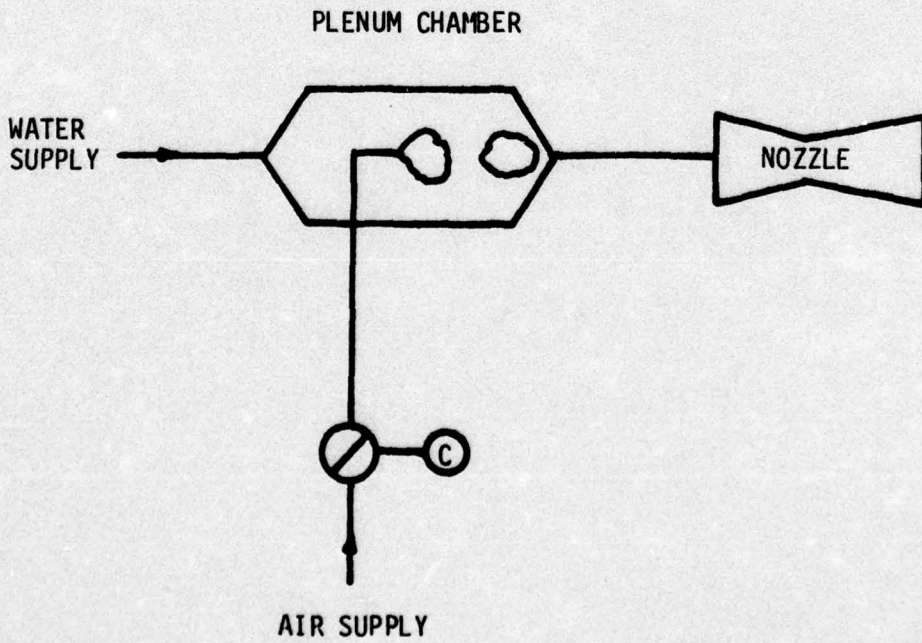 PLENUM CHAMBER
WATER
SUPPLY
NOZZLE
C
AIR SUPPLY